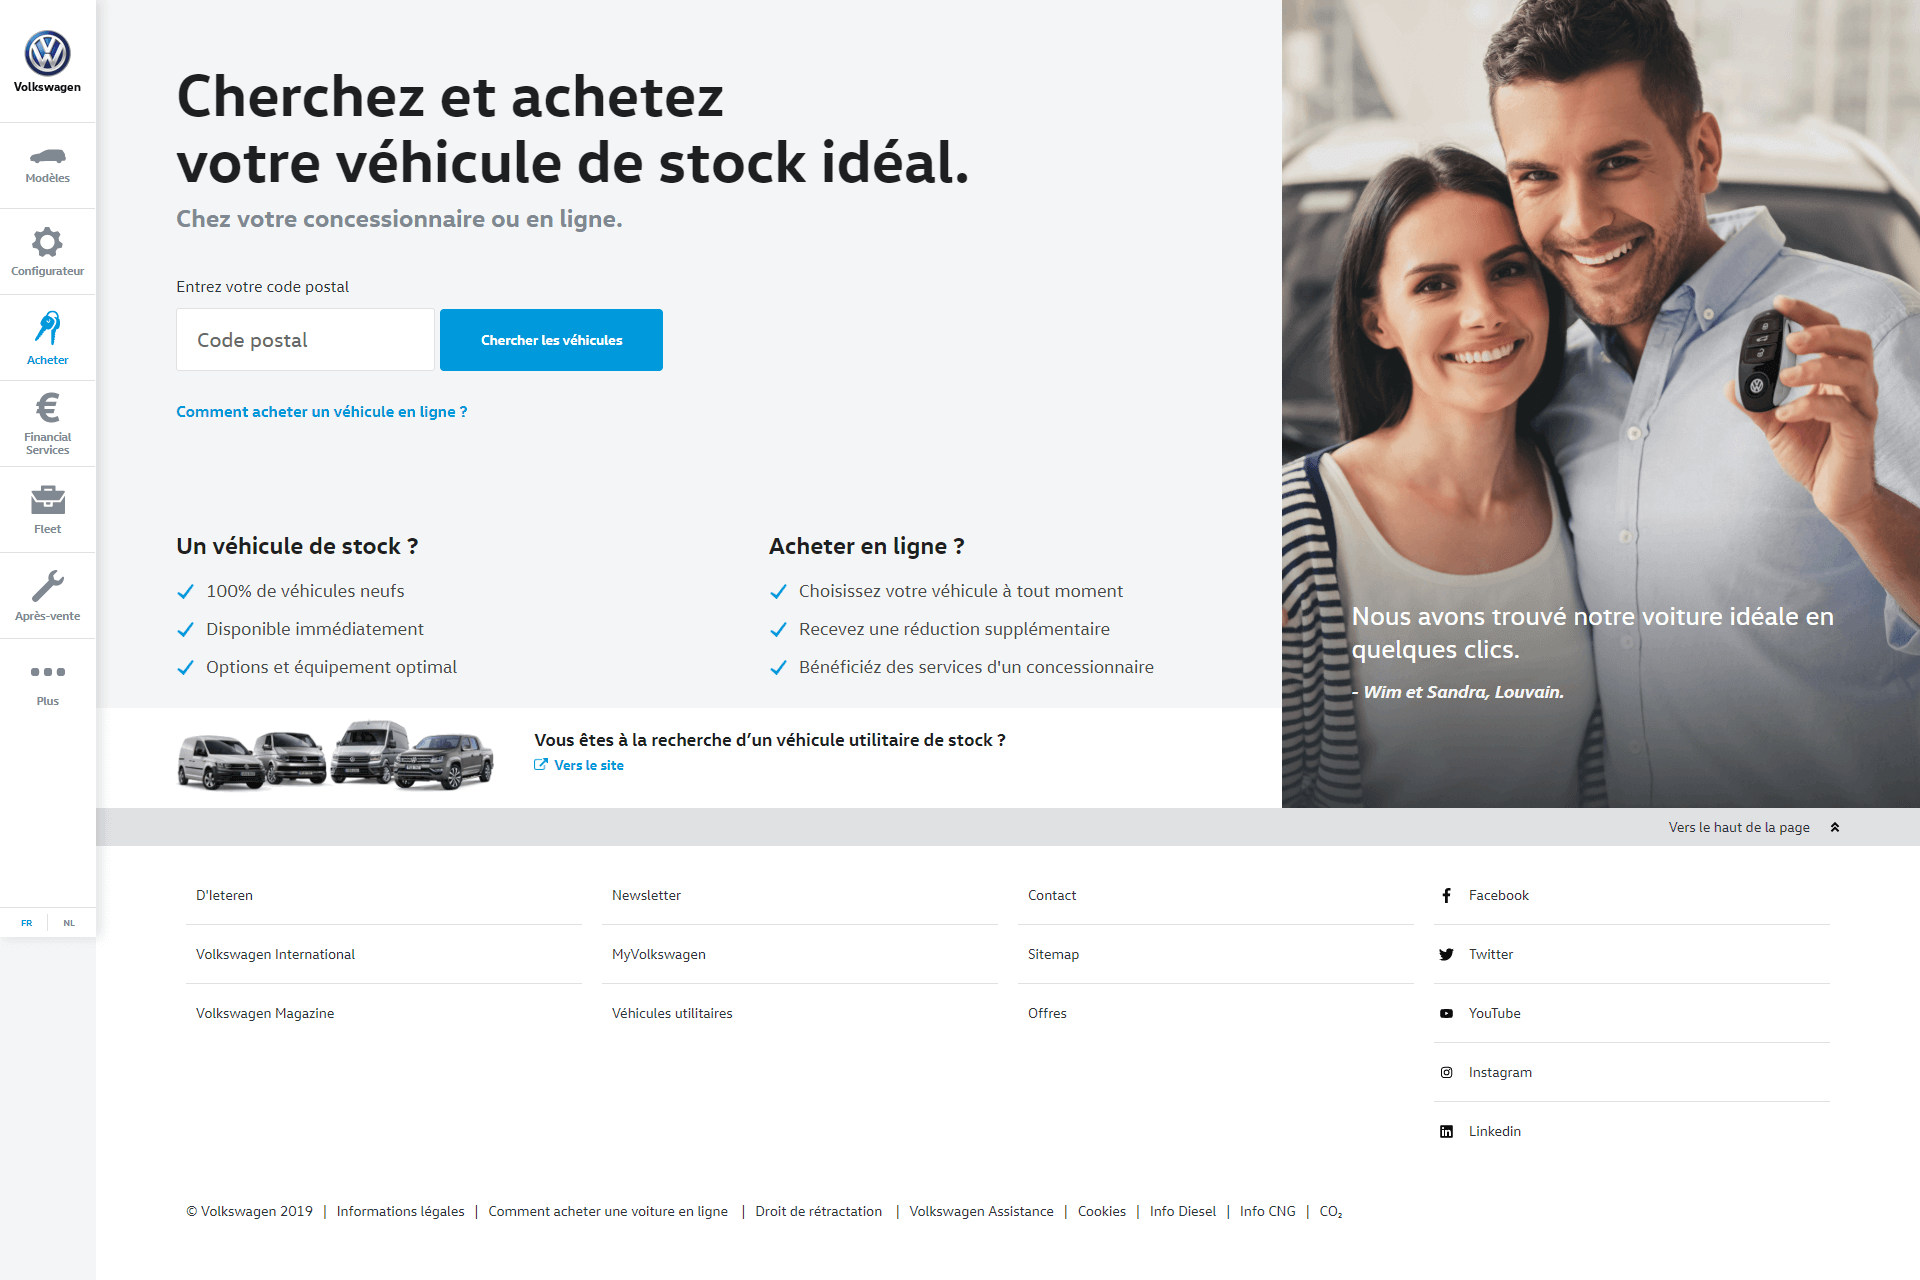 Volkswagen
Modèles
Configurateur
Acheter
Financial
Services
Fleet
Après-vente
Plus
FR
NL
Cherchez et achetez
votre véhicule de stock idéal.
Chez votre concessionnaire ou en ligne.
Entrez votre code postal
Code postal
Chercher les véhicules
Comment acheter un véhicule en ligne ?
Un véhicule de stock ?
100% de véhicules neufs
Disponible immédiatement
Options et équipement optimal
Acheter en ligne ?
Choisissez votre véhicule à tout moment
Recevez une réduction supplémentaire
Bénéficiéz des services d'un concessionnaire
Nous avons trouvé notre voiture idéale en
quelques clics.
- Wim et Sandra, Louvain.
Vous êtes à la recherche d’un véhicule utilitaire de stock ?
Vers le site
Vers le haut de la page
D'Ieteren
Volkswagen International
Volkswagen Magazine
Newsletter
MyVolkswagen
Véhicules utilitaires
Contact
Sitemap
Offres
Facebook
Twitter
YouTube
Instagram
Linkedin
© Volkswagen 2019 | Informations légales | Comment acheter une voiture en ligne | Droit de rétractation | Volkswagen Assistance | Cookies | Info Diesel | Info CNG | CO₂